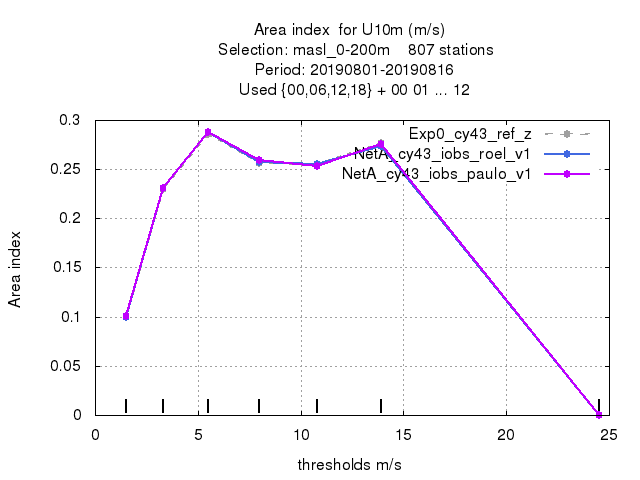 Area index  for U10m (m/s)
Selection: masl_0-200m    807 stations
Period: 20190801-20190816
Used {00,06,12,18} + 00 01 ... 12
Exp0_cy43_ref_z
NetA_cy43_iobs_roel_v1
NetA_cy43_iobs_paulo_v1
0.3
0.25
0.2
0.15
0.1
0.05
0
Area index
0 5 10 15 20 25
thresholds m/s